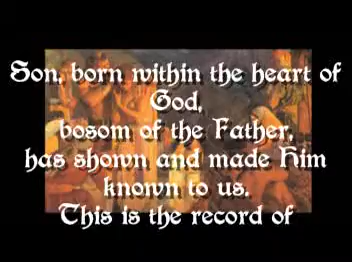 Son, born within the heart of
God,
bosom of the Father,
has shown and made Him
known to us.
This is the record of